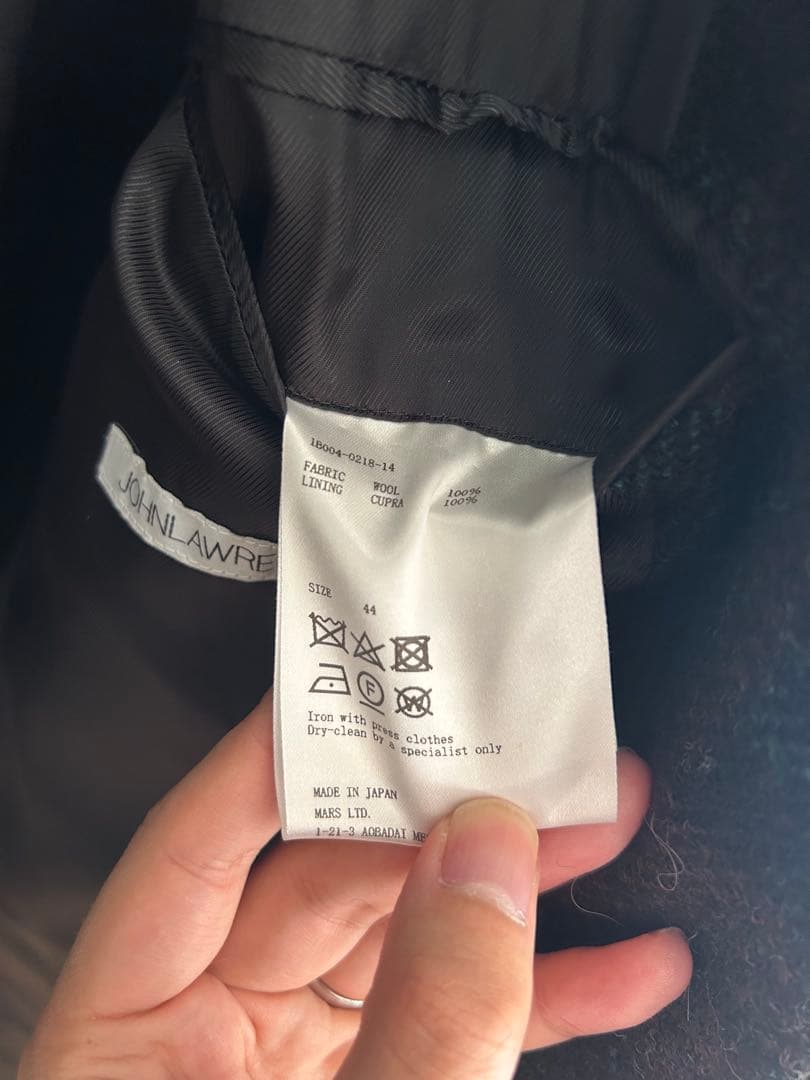 1B004-0218-14
FABRIC WOOL 100%
LINING CUPRA 100%
JOHNLAWRE
SIZE
44
F
W
Iron with press clothes
Dry-clean by a specialist only
MADE IN JAPAN
MARS LTD.
1-21-3 AOBADAI